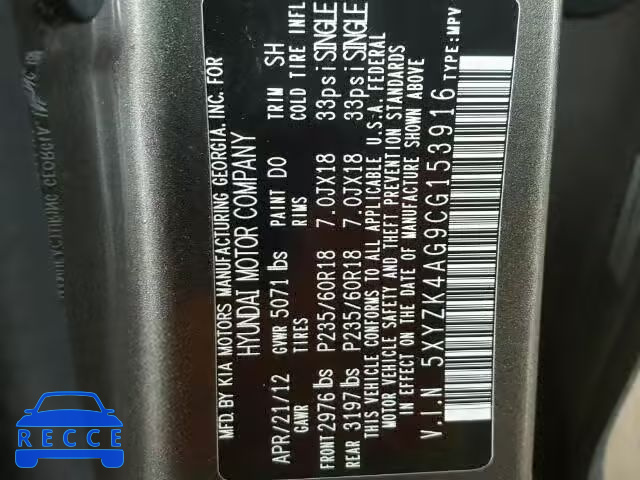 MFD. BY KIA MOTORS MANUFACTURING GEORGIA, INC. FOR
HYUNDAI MOTOR COMPANY
APR/21/12 GVWR 5071 lbs PAINT DO TRIM SH
GAWR TIRES RIMS COLD TIRE INFL
FRONT 2976 lbs P235/60R18 7.0JX18 33psi SINGLE
REAR 3197 lbs P235/60R18 7.0JX18 33psi SINGLE
THIS VEHICLE CONFORMS TO ALL APPLICABLE U.S.A. FEDERAL
MOTOR VEHICLE SAFETY AND THEFT PREVENTION STANDARDS
IN EFFECT ON THE DATE OF MANUFACTURE SHOWN ABOVE
V.I.N 5XYZK4AG9CG153916 TYPE:MPV
RECCE